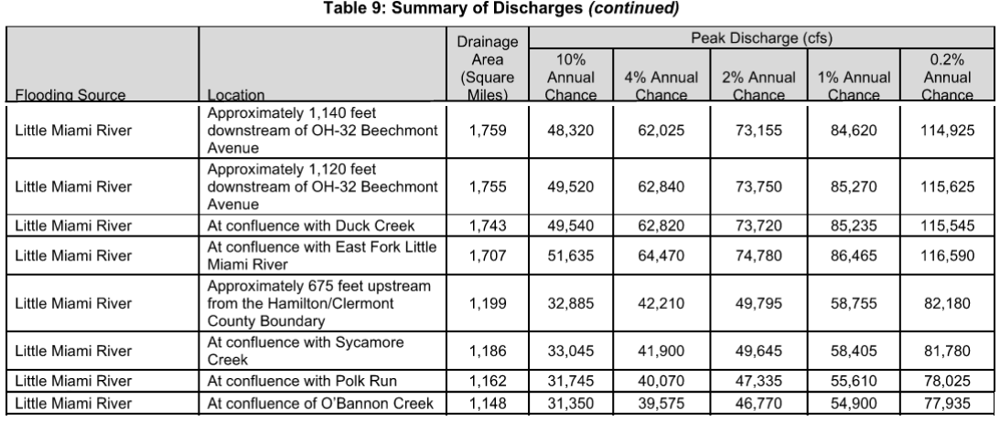 Table 9: Summary of Discharges (continued)
Flooding Source | Location | Drainage Area (Square Miles) | Peak Discharge (cfs)
10% Annual Chance | 4% Annual Chance | 2% Annual Chance | 1% Annual Chance | 0.2% Annual Chance
Little Miami River | Approximately 1,140 feet downstream of OH-32 Beechmont Avenue | 1,759 | 48,320 | 62,025 | 73,155 | 84,620 | 114,925
Little Miami River | Approximately 1,120 feet downstream of OH-32 Beechmont Avenue | 1,755 | 49,520 | 62,840 | 73,750 | 85,270 | 115,625
Little Miami River | At confluence with Duck Creek | 1,743 | 49,540 | 62,820 | 73,720 | 85,235 | 115,545
Little Miami River | At confluence with East Fork Little Miami River | 1,707 | 51,635 | 64,470 | 74,780 | 86,465 | 116,590
Little Miami River | Approximately 675 feet upstream from the Hamilton/Clermont County Boundary | 1,199 | 32,885 | 42,210 | 49,795 | 58,755 | 82,180
Little Miami River | At confluence with Sycamore Creek | 1,186 | 33,045 | 41,900 | 49,645 | 58,405 | 81,780
Little Miami River | At confluence with Polk Run | 1,162 | 31,745 | 40,070 | 47,335 | 55,610 | 78,025
Little Miami River | At confluence of O'Bannon Creek | 1,148 | 31,350 | 39,575 | 46,770 | 54,900 | 77,935